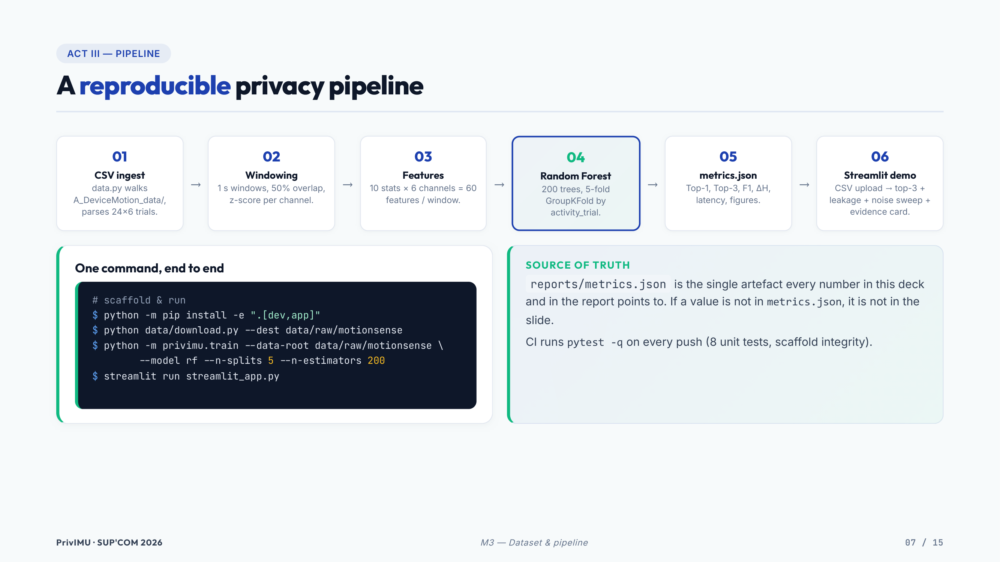 ACT III — PIPELINE
A reproducible privacy pipeline
01
CSV ingest
data.py walks
A_DeviceMotion_data/,
parses 24×6 trials.
→
02
Windowing
1 s windows, 50% overlap,
z-score per channel.
→
03
Features
10 stats × 6 channels = 60
features / window.
→
04
Random Forest
200 trees, 5-fold
GroupKFold by
activity_trial.
→
05
metrics.json
Top-1, Top-3, F1, ΔH,
latency, figures.
→
06
Streamlit demo
CSV upload → top-3 +
leakage + noise sweep +
evidence card.
One command, end to end
# scaffold & run
$ python -m pip install -e ".[dev,app]"
$ python data/download.py --dest data/raw/motionsense
$ python -m privimu.train --data-root data/raw/motionsense \
--model rf --n-splits 5 --n-estimators 200
$ streamlit run streamlit_app.py
SOURCE OF TRUTH
reports/metrics.json is the single artefact every number in this deck
and in the report points to. If a value is not in metrics.json, it is not in the
slide.
CI runs pytest -q on every push (8 unit tests, scaffold integrity).
PrivIMU · SUP'COM 2026
M3 — Dataset & pipeline
07 / 15